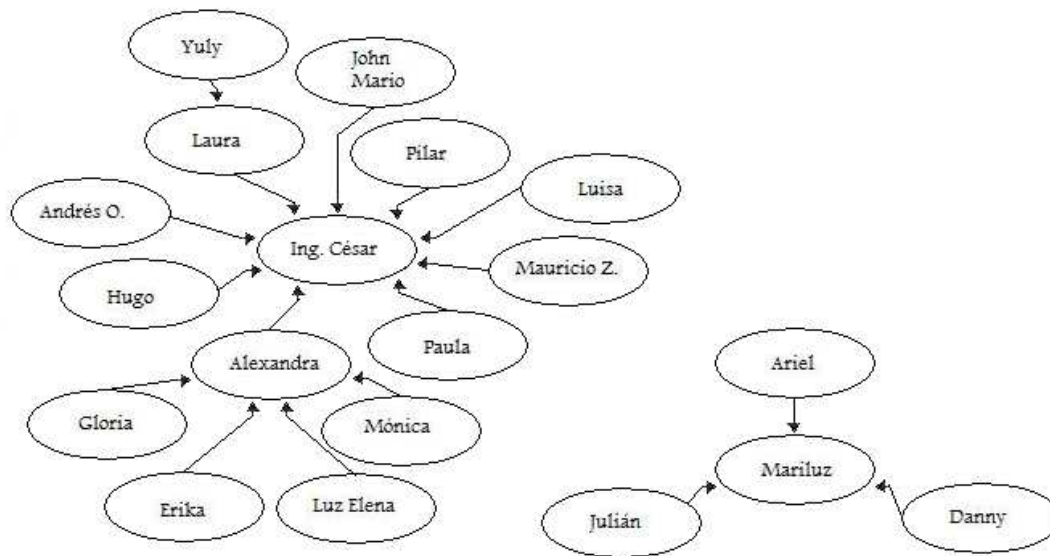 Yuly
John
Mario
Laura
Pilar
Luisa
Andrés O.
Ing. César
Mauricio Z.
Hugo
Paula
Alexandra
Ariel
Gloria
Mónica
Mariluz
Erika
Luz Elena
Julián
Danny